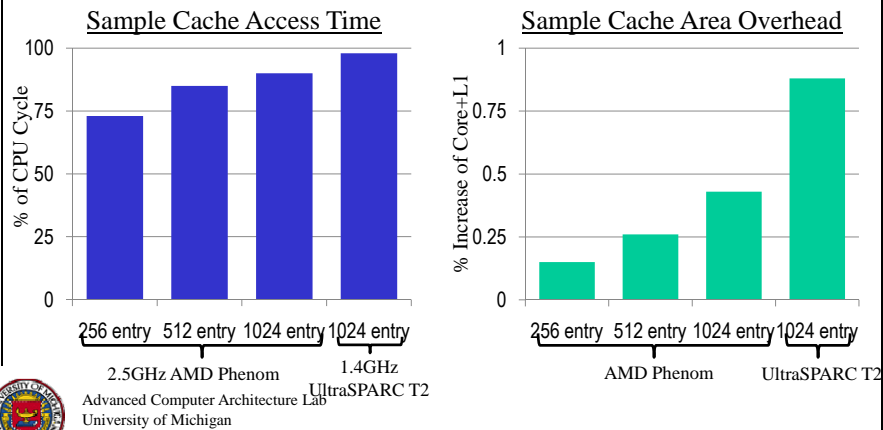 Sample Cache Access Time
% of CPU Cycle
100
75
50
25
0
256 entry 512 entry 1024 entry 1024 entry
2.5GHz AMD Phenom
1.4GHz
UltraSPARC T2
Sample Cache Area Overhead
% Increase of Core+L1
1
0.75
0.5
0.25
0
256 entry 512 entry 1024 entry 1024 entry
AMD Phenom
UltraSPARC T2
Advanced Computer Architecture Lab
University of Michigan